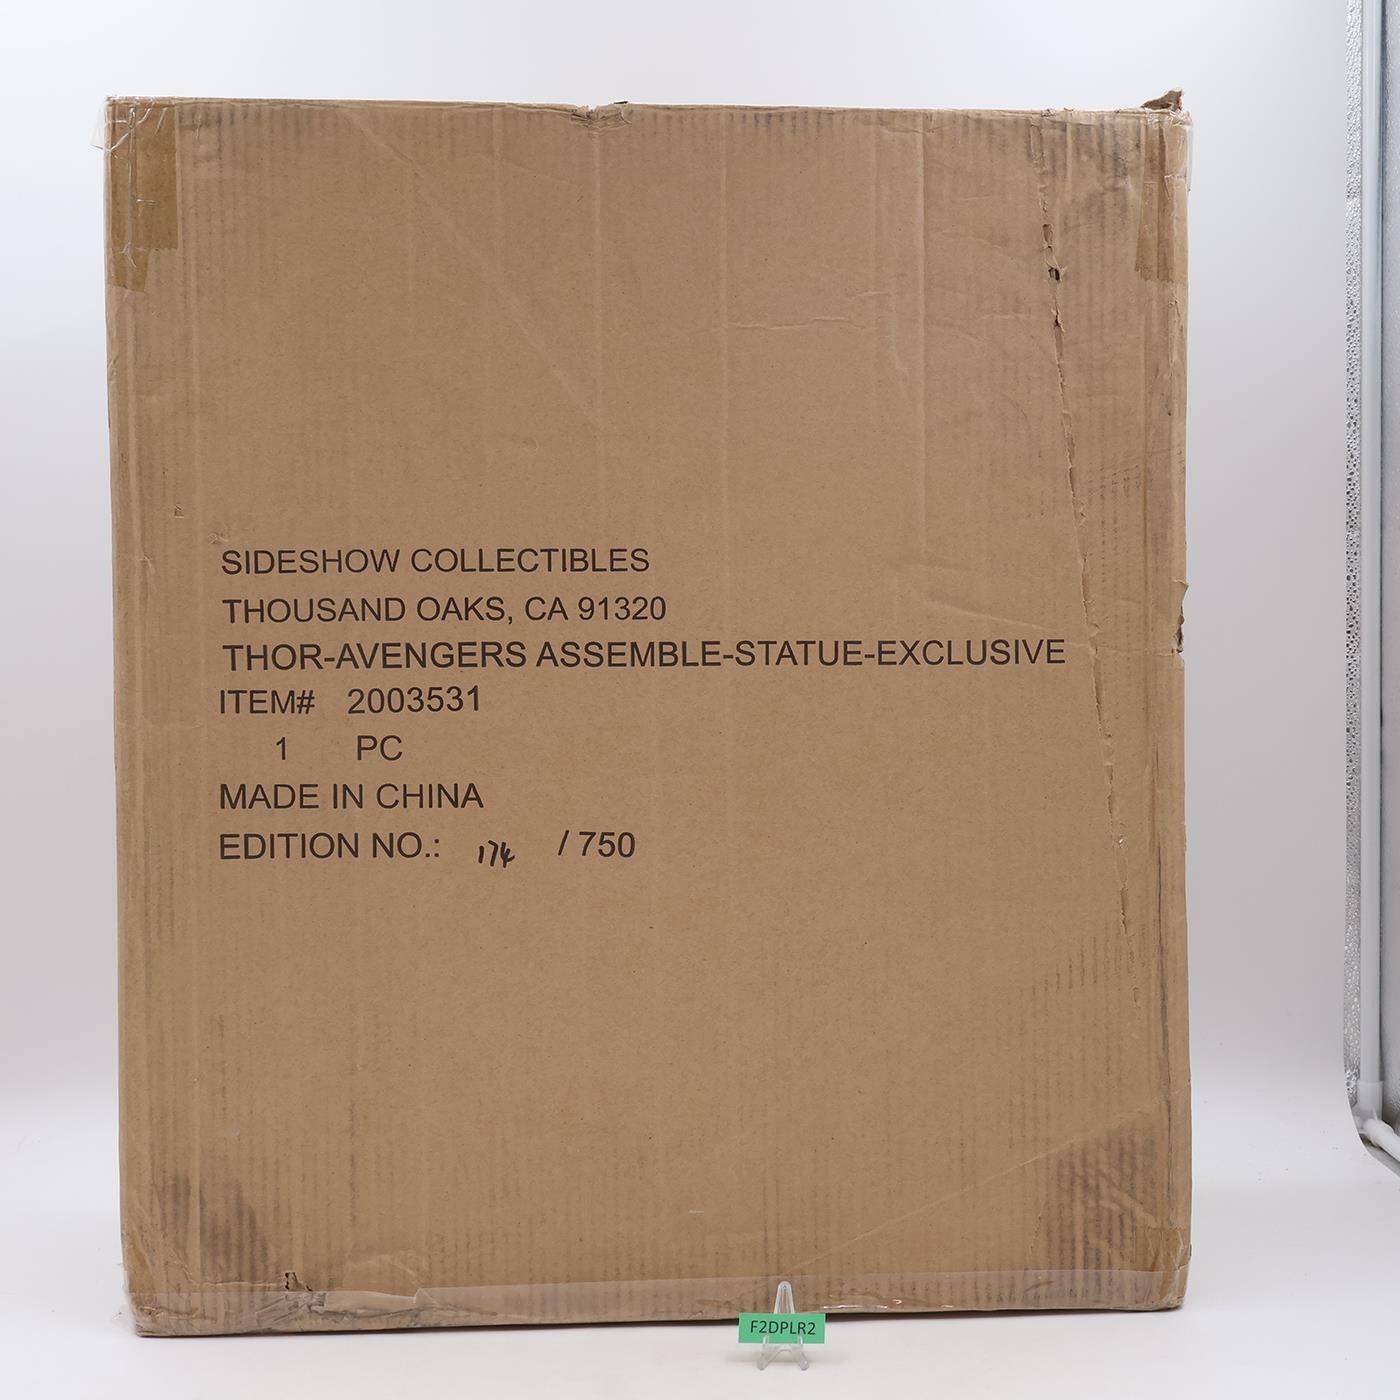 SIDESHOW COLLECTIBLES
THOUSAND OAKS, CA 91320
THOR-AVENGERS ASSEMBLE-STATUE-EXCLUSIVE
ITEM# 2003531
1 PC
MADE IN CHINA
EDITION NO.: 174 / 750
F2DPLR2